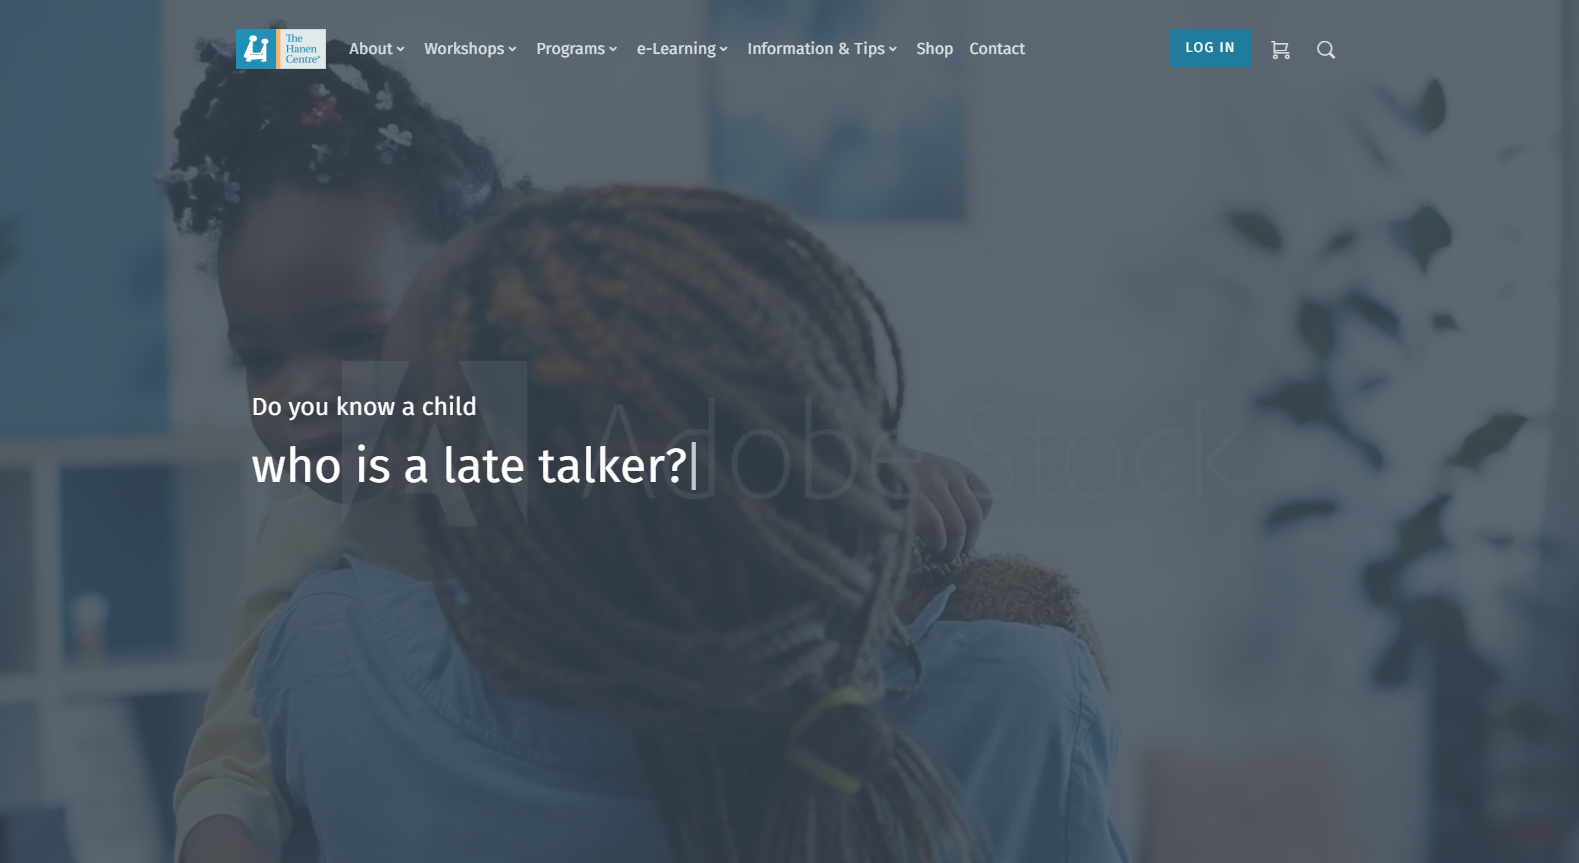 The
Hanen
Centre®
About
Workshops
Programs
e-Learning
Information & Tips
Shop
Contact
LOG IN
Do you know a child
who is a late talker?|
Adobe Stock